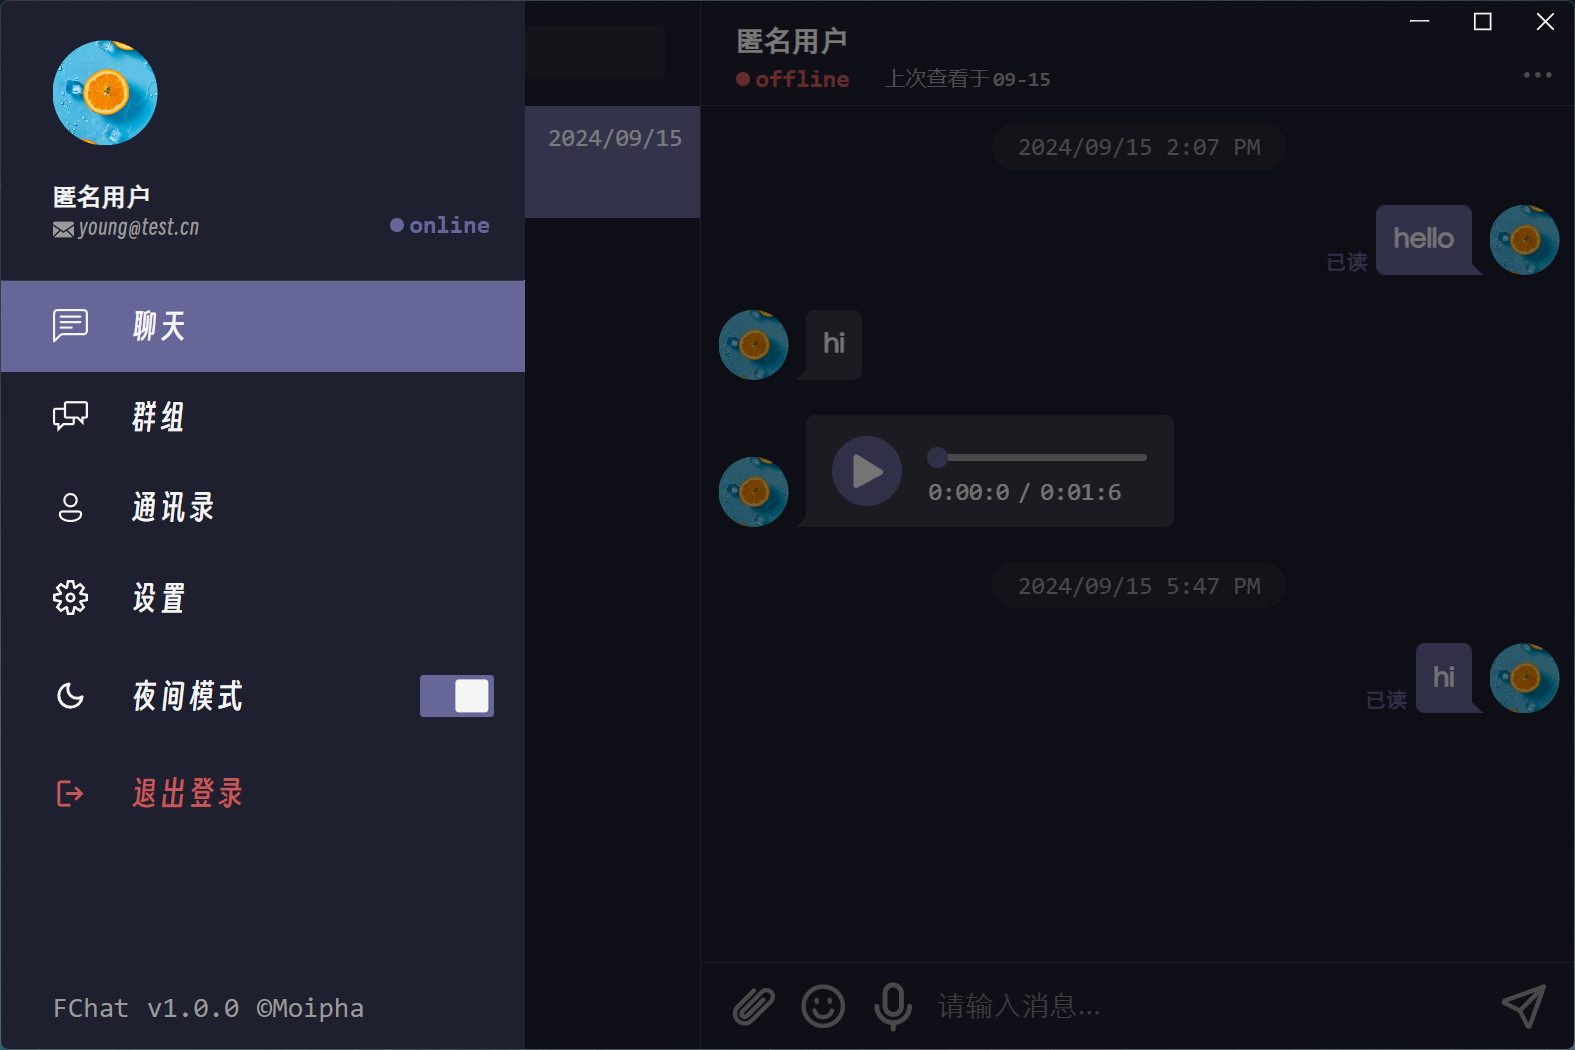 匿名用户
young@test.cn
online
聊天
群组
通讯录
设置
夜间模式
退出登录
FChat v1.0.0 ©Moipha
2024/09/15
匿名用户
offline 上次查看于 09-15
2024/09/15 2:07 PM
已读 hello
hi
0:00:0 / 0:01:6
2024/09/15 5:47 PM
已读 hi
请输入消息...